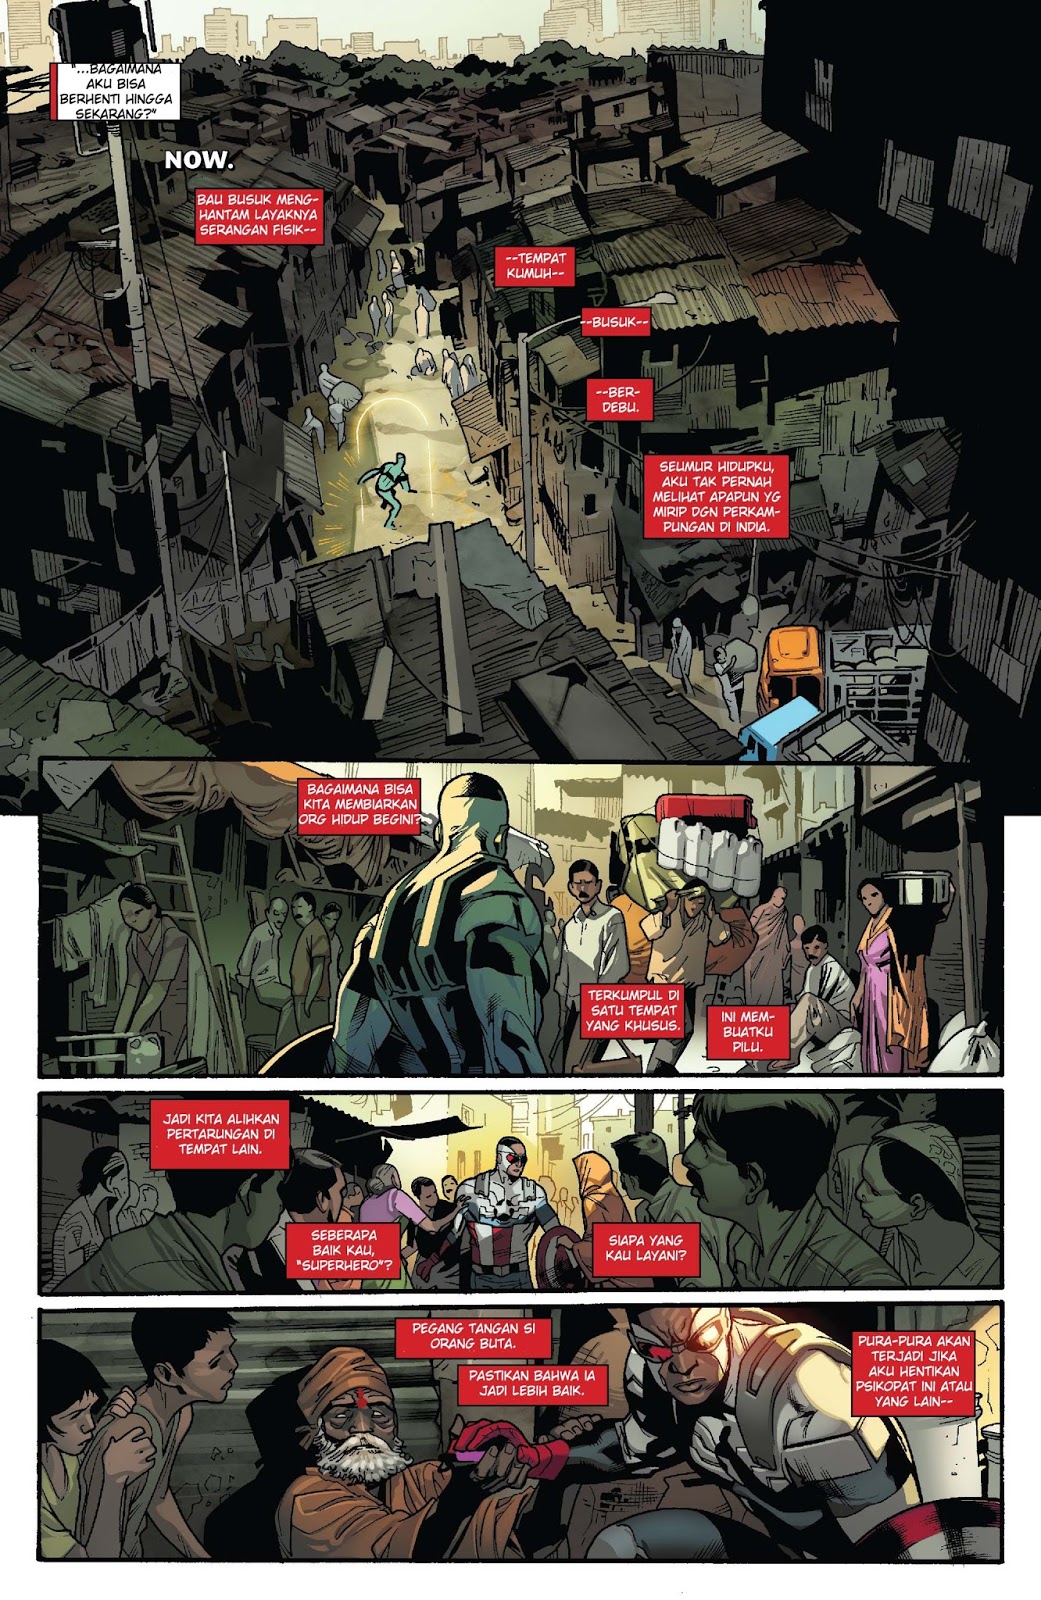 "...BAGAIMANA
AKU BISA
BERHENTI HINGGA
SEKARANG?"
NOW.
BAU BUSUK MENG-
HANTAM LAYAKNYA
SERANGAN FISIK--
--TEMPAT
KUMUH--
--BUSUK--
--BER-
DEBU.
SEUMUR HIDUPKU,
AKU TAK PERNAH
MELIHAT APAPUN YG
MIRIP DGN PERKAM-
PUNGAN DI INDIA.
BAGAIMANA BISA
KITA MEMBIARKAN
ORG HIDUP BEGINI?
TERKUMPUL DI
SATU TEMPAT
YANG KHUSUS.
INI MEM-
BUATKU
PILU.
JADI KITA ALIHKAN
PERTARUNGAN DI
TEMPAT LAIN.
SEBERAPA
BAIK KAU,
"SUPERHERO"?
SIAPA YANG
KAU LAYANI?
PEGANG TANGAN SI
ORANG BUTA.
PASTIKAN BAHWA IA
JADI LEBIH BAIK.
PURA-PURA AKAN
TERJADI JIKA
AKU HENTIKAN
PSIKOPAT INI ATAU
YANG LAIN--